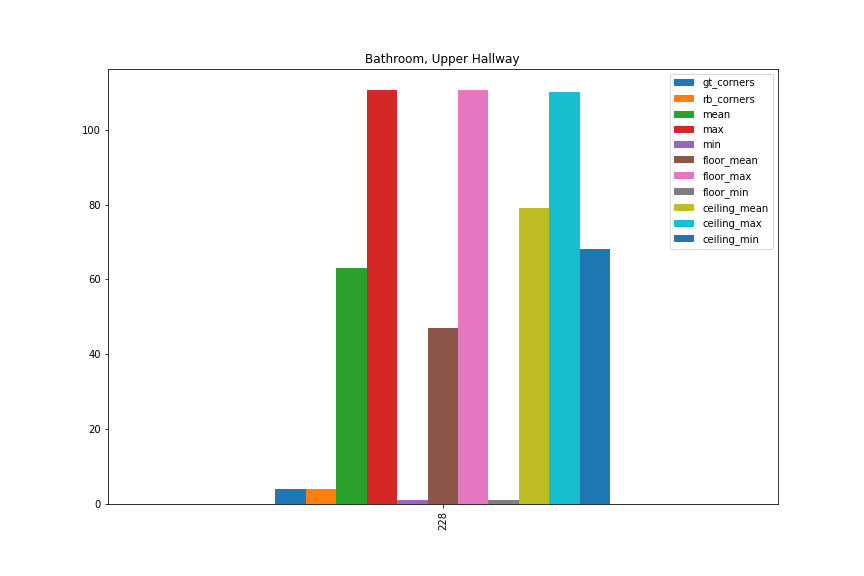 Bathroom, Upper Hallway
gt_corners
rb_corners
mean
max
min
floor_mean
floor_max
floor_min
ceiling_mean
ceiling_max
ceiling_min
100
80
60
40
20
0
228